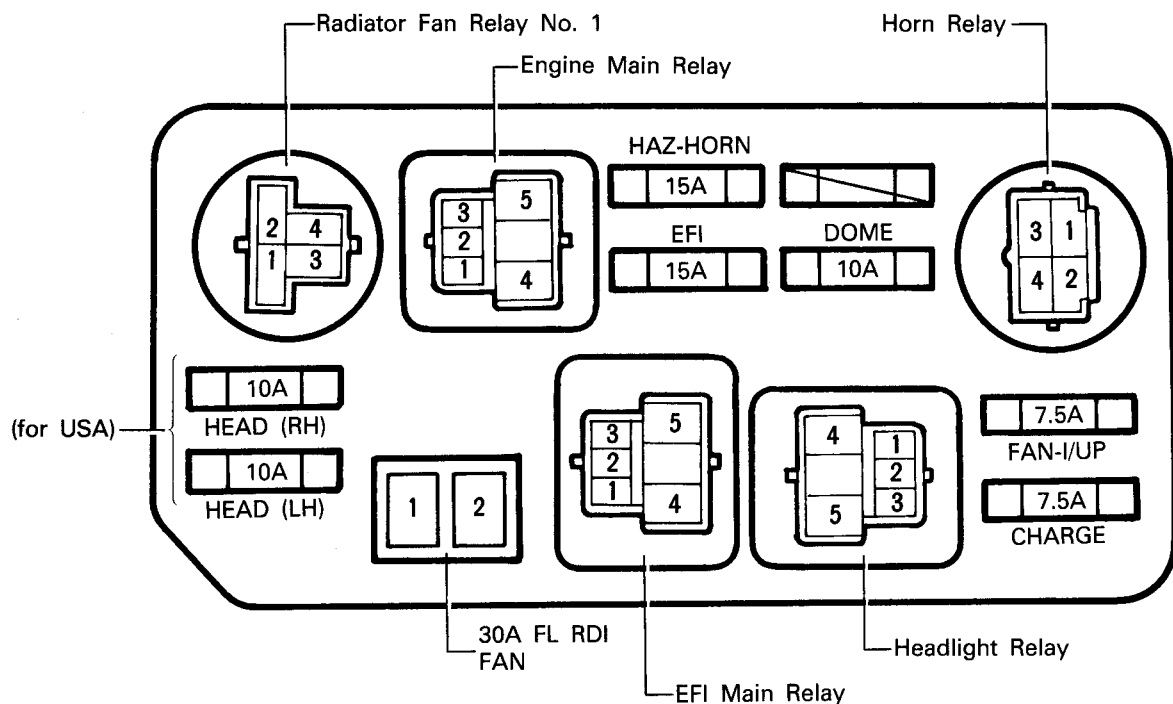 Radiator Fan Relay No. 1
Horn Relay
Engine Main Relay
HAZ-HORN
15A
5
3
2
1
4
2 4
1 3
3 1
4 2
EFI
DOME
15A
10A
10A
HEAD (RH)
(for USA)
10A
HEAD (LH)
1 2
3
2
1
5
4
4
5
1
2
3
7.5A
FAN-I/UP
7.5A
CHARGE
30A FL RDI
FAN
Headlight Relay
EFI Main Relay